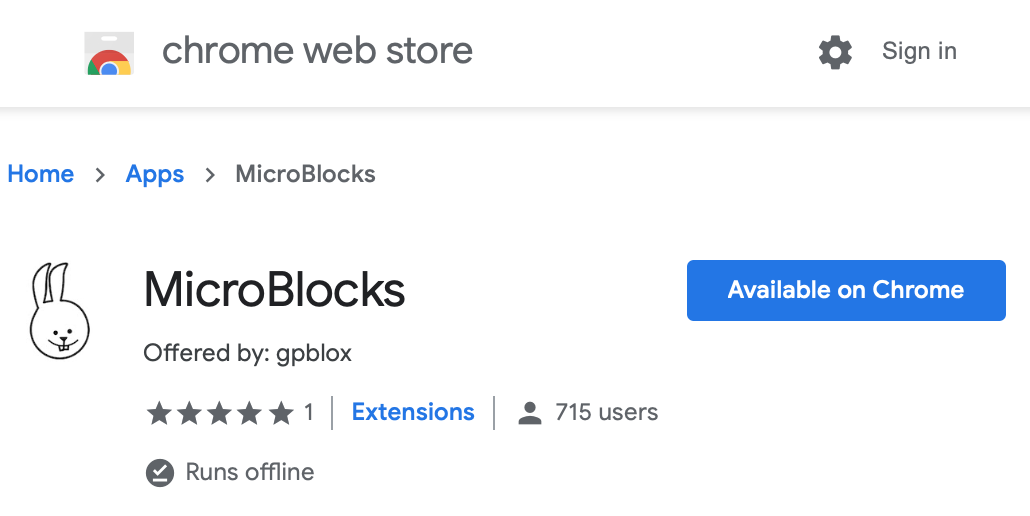 chrome web store
Sign in
Home > Apps > MicroBlocks
MicroBlocks
Available on Chrome
Offered by: gpblox
1 | Extensions | 715 users
Runs offline